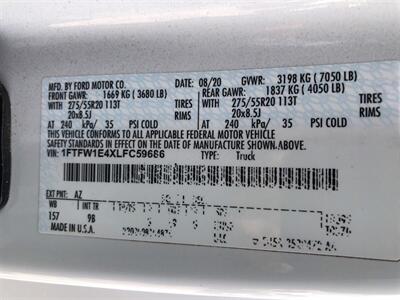 MFD. BY FORD MOTOR CO. 08/20 GVWR: 3198 KG (7050 LB)
FRONT GAWR: 1669 KG (3680 LB) REAR GAWR: 1837 KG (4050 LB)
WITH 275/55R20 113T TIRES WITH 275/55R20 113T TIRES
20x8.5J RIMS 20x8.5J RIMS
AT 240 kPa/ 35 PSI COLD AT 240 kPa/ 35 PSI COLD
THIS VEHICLE CONFORMS TO ALL APPLICABLE FEDERAL MOTOR VEHICLE
SAFETY STANDARDS IN EFFECT ON THE DATE OF MANUFACTURE SHOWN ABOVE.
VIN: 1FTFW1E4XLFC59686 TYPE: Truck
EXT PNT: AZ
WB INT TR
157 9B
MADE IN U.S.A.